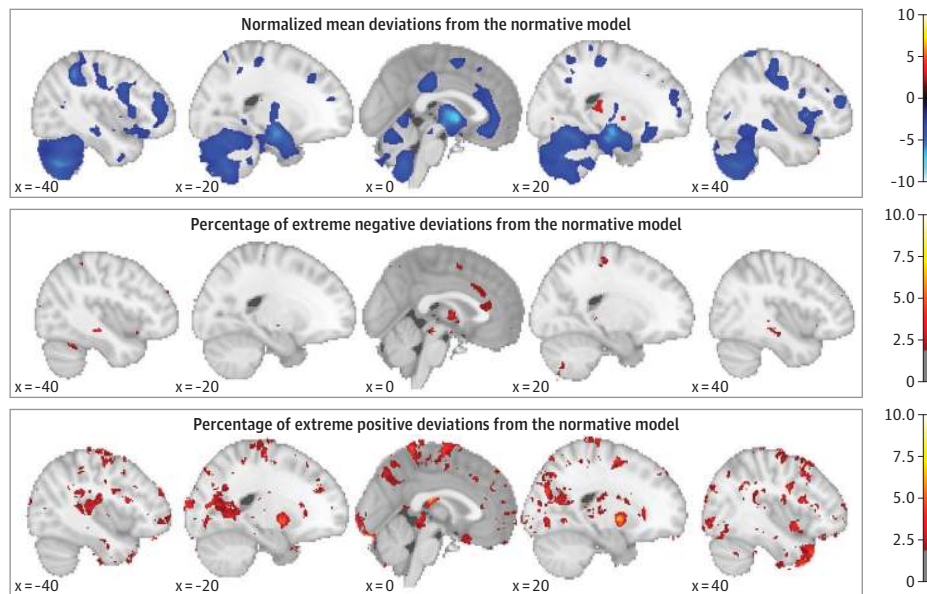 Normalized mean deviations from the normative model
10
5
0
-5
-10
x = -40
x = -20
x = 0
x = 20
x = 40
Percentage of extreme negative deviations from the normative model
10.0
7.5
5.0
2.5
0
x = -40
x = -20
x = 0
x = 20
x = 40
Percentage of extreme positive deviations from the normative model
10.0
7.5
5.0
2.5
0
x = -40
x = -20
x = 0
x = 20
x = 40